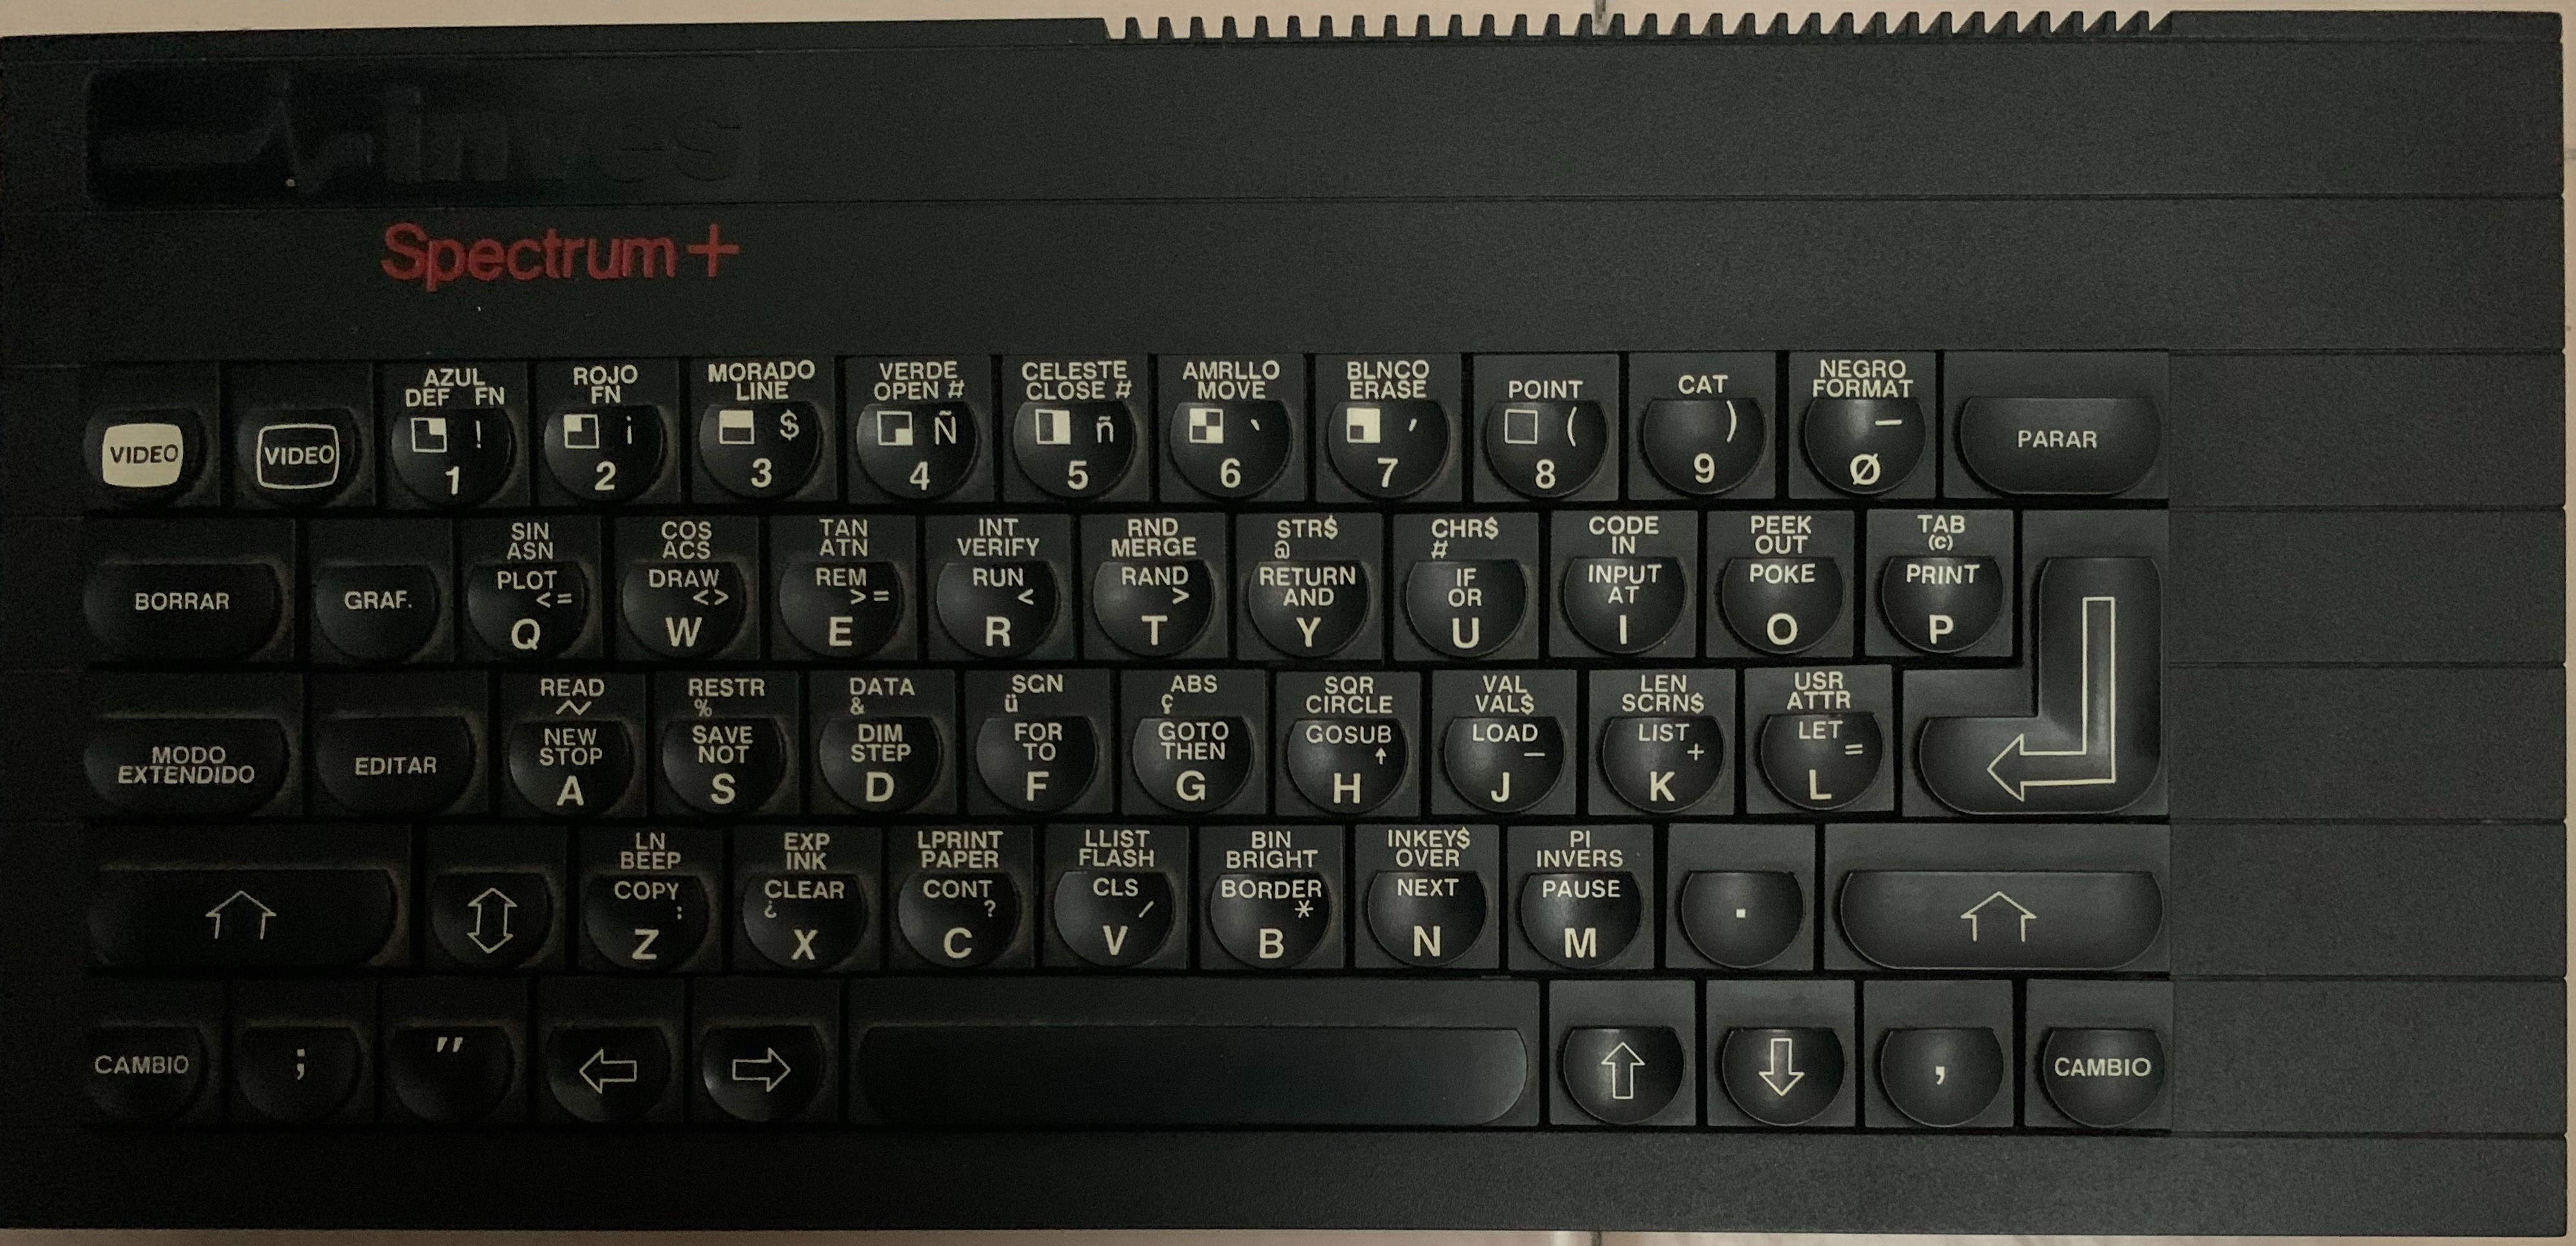 inves
Spectrum+
AZUL ROJO MORADO VERDE CELESTE AMRLLO BLNCO NEGRO
DEF FN FN LINE OPEN # CLOSE # MOVE ERASE POINT CAT FORMAT
! ¡ $ Ñ ñ ` ' ( ) _
VIDEO VIDEO 1 2 3 4 5 6 7 8 9 Ø PARAR
SIN COS TAN INT RND STR$ CHR$ CODE PEEK TAB
ASN ACS ATN VERIFY MERGE @ # IN OUT (C)
PLOT DRAW REM RUN RAND RETURN IF INPUT POKE PRINT
<= <> >= < > AND OR AT
BORRAR GRAF. Q W E R T Y U I O P
READ RESTR DATA SGN ABS SQR VAL LEN USR
~ % & ü ç CIRCLE VAL$ SCRN$ ATTR
NEW SAVE DIM FOR GOTO GOSUB LOAD LIST LET
STOP NOT STEP TO THEN ↑ – + =
MODO
EXTENDIDO EDITAR A S D F G H J K L
LN EXP LPRINT LLIST BIN INKEY$ PI
BEEP INK PAPER FLASH BRIGHT OVER INVERS
COPY CLEAR CONT CLS BORDER NEXT PAUSE
: ¿ ? / *
⇧ ⇳ Z X C V B N M . ⇧
CAMBIO ; " ⇦ ⇨ ⇧ ⇩ , CAMBIO